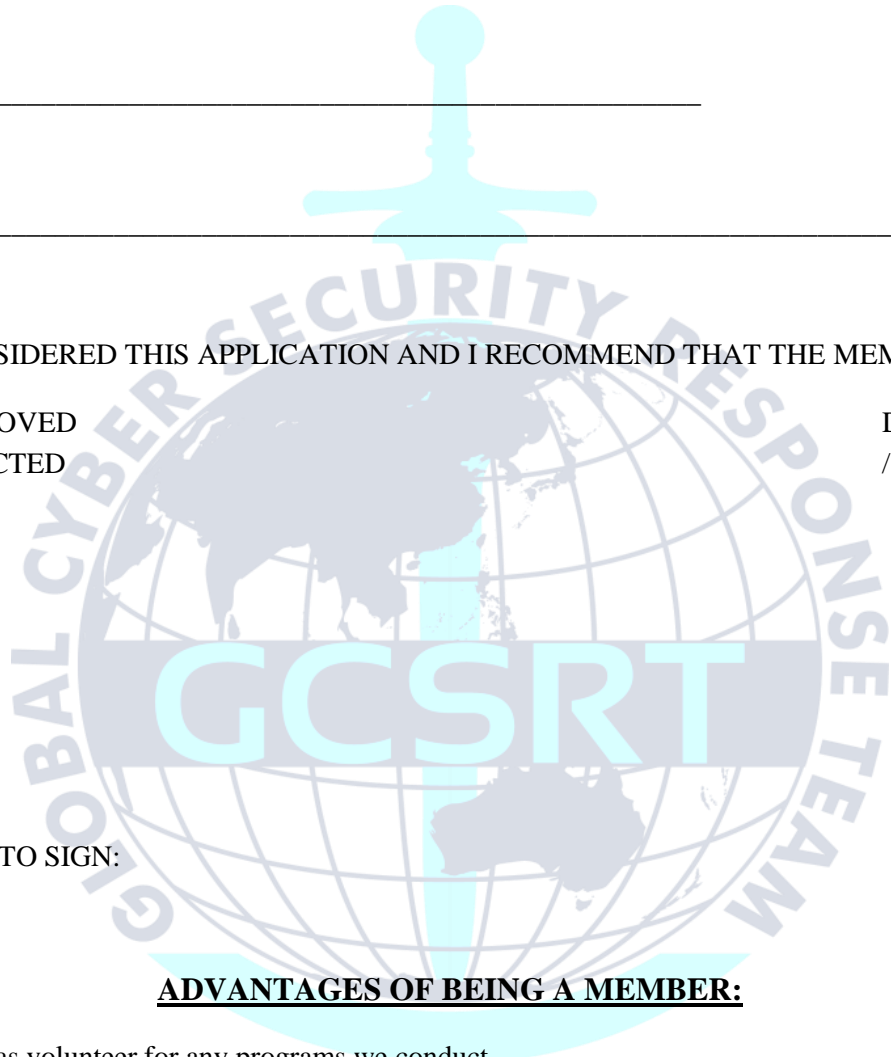 GLOBAL CYBER SECURITY RESPONSE TEAM
GCSRT
SIDERED THIS APPLICATION AND I RECOMMEND THAT THE MEM
OVED
CTED /
TO SIGN:
ADVANTAGES OF BEING A MEMBER:
as volunteer for any programs we conduct